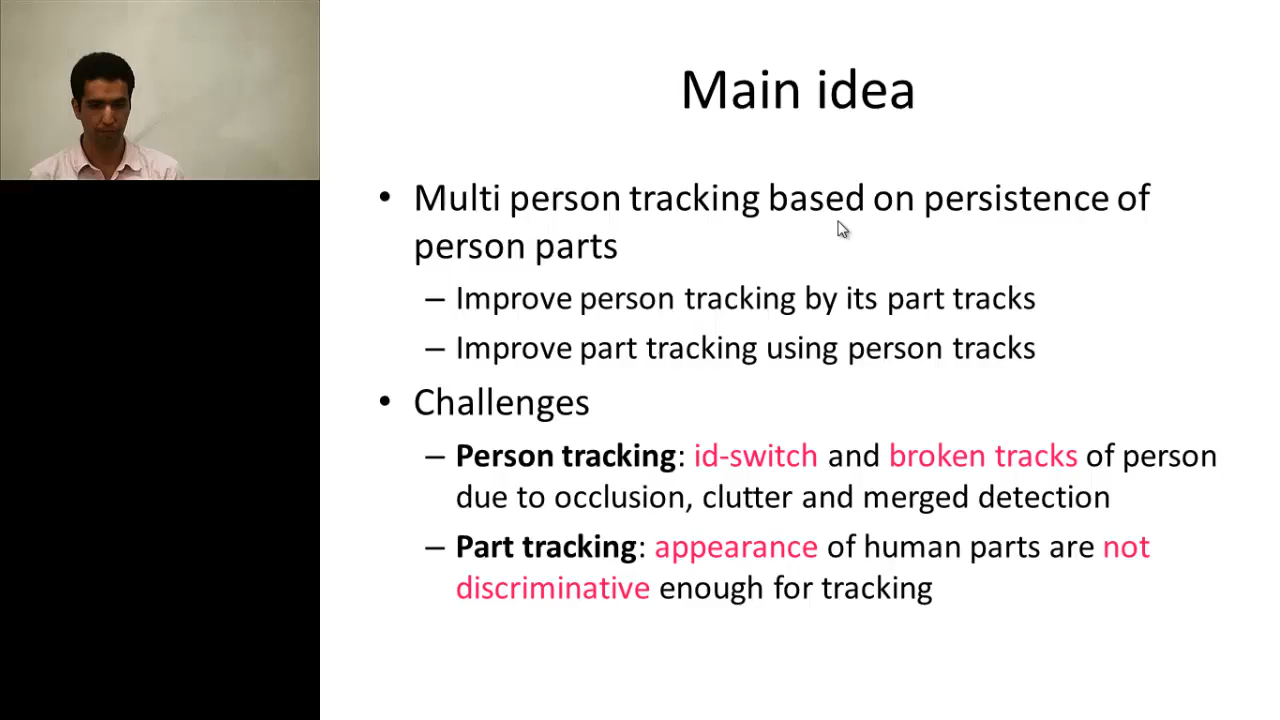 Main idea
• Multi person tracking based on persistence of
person parts
– Improve person tracking by its part tracks
– Improve part tracking using person tracks
• Challenges
– Person tracking: id-switch and broken tracks of person
due to occlusion, clutter and merged detection
– Part tracking: appearance of human parts are not
discriminative enough for tracking